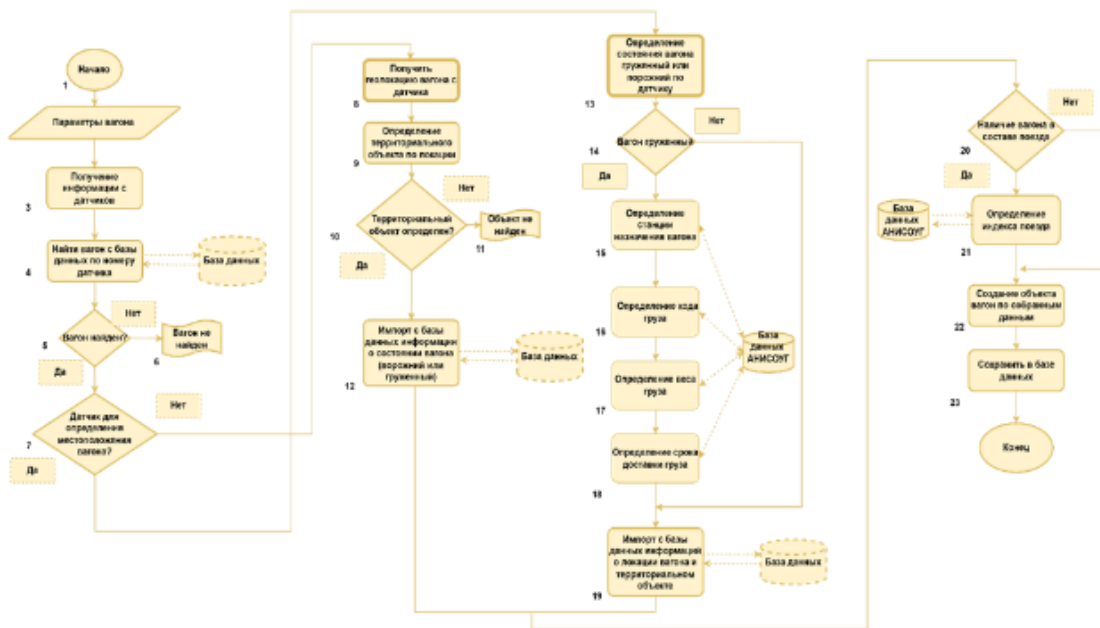 Начало
1
Параметры вагона
Получение
информации с
датчиков
3
Найти вагон с базы
данных по номеру
датчика
4
База данных
Вагон найден?
5
Нет
Вагон не
найден
6
Да
Датчик для
определения
местоположения
вагона?
7
Нет
Да
Получить
геолокацию вагона с
датчика
8
Определение
территориального
объекта по локации
9
Территориальный
объект определен?
10
Нет
Объект не
найден
11
Да
Импорт с базы
данных информации
о состоянии вагона
(порожний или
груженный)
12
База данных
Определение
состояния вагона
груженный или
порожний по
датчику
13
Вагон груженный
14
Нет
Да
Определение
станции
назначения вагона
15
Определение кода
груза
16
Определение веса
груза
17
Определение срока
доставки груза
18
База
данных
АНИСОУГ
Импорт с базы
данных информаций
о локации вагона и
территориальном
объекте
19
База данных
Наличие вагона в
составе поезда
20
Нет
Да
База
данных
АНИСОУГ
Определение
индекса поезда
21
Создание объекта
вагон по собранным
данным
22
Сохранить в базе
данных
23
Конец